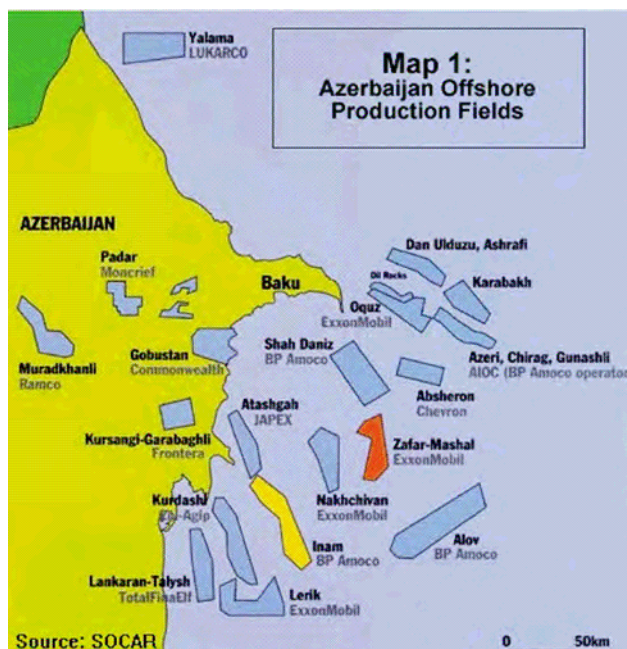 Yalama
LUKARCO
Map 1:
Azerbaijan Offshore
Production Fields
AZERBAIJAN
Dan Ulduzu, Ashrafi
Padar
Moncrief
Baku
Oil Rocks
Karabakh
Oquz
ExxonMobil
Muradkhanli
Ramco
Gobustan
Commonwealth
Shah Daniz
BP Amoco
Azeri, Chirag, Gunashli
AIOC (BP Amoco operator
Absheron
Chevron
Atashgah
JAPEX
Kursangi-Garabaghli
Frontera
Zafar-Mashal
ExxonMobil
Kurdashi
-Agip
Nakhchivan
ExxonMobil
Inam
BP Amoco
Alov
BP Amoco
Lankaran-Talysh
TotalFinaElf
Lerik
ExxonMobil
Source: SOCAR
0 50km